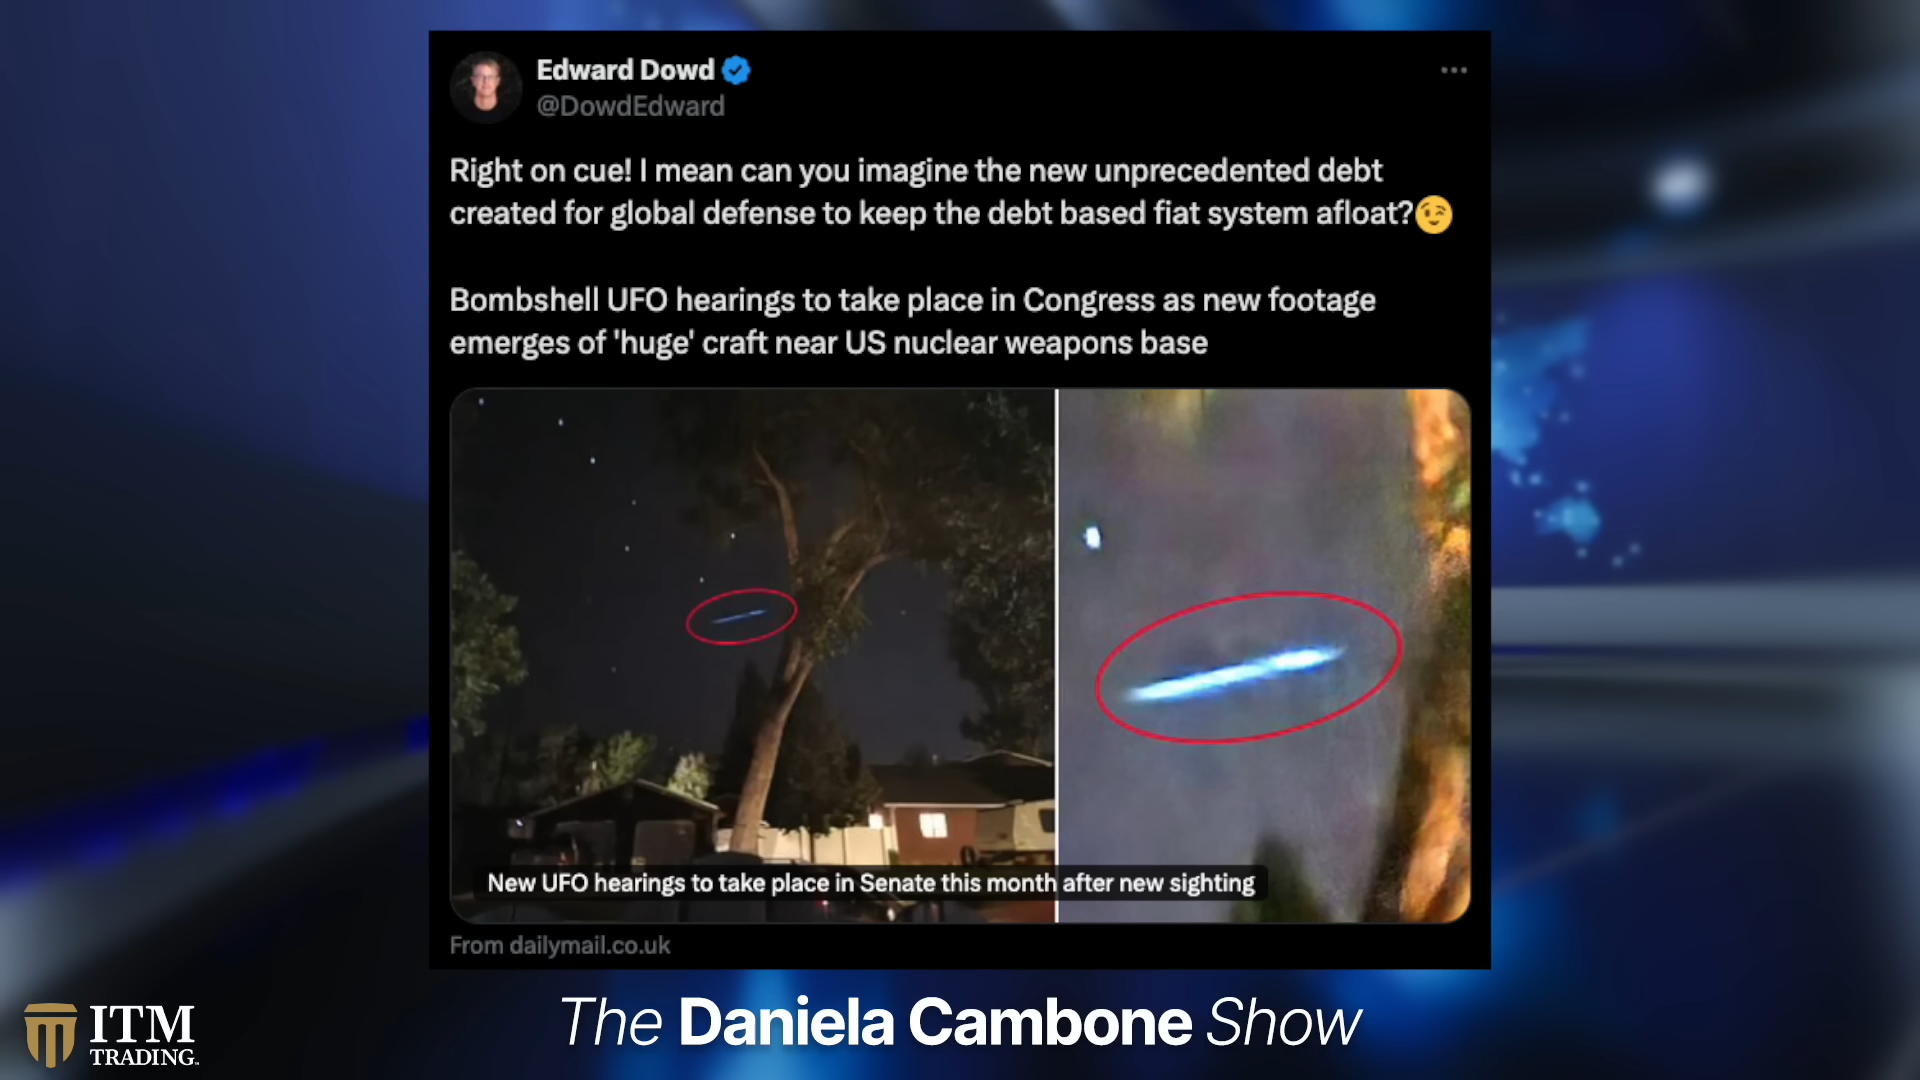 Edward Dowd
@DowdEdward
Right on cue! I mean can you imagine the new unprecedented debt
created for global defense to keep the debt based fiat system afloat?😉
Bombshell UFO hearings to take place in Congress as new footage
emerges of 'huge' craft near US nuclear weapons base
New UFO hearings to take place in Senate this month after new sighting
From dailymail.co.uk
The Daniela Cambone Show
ITM
TRADING